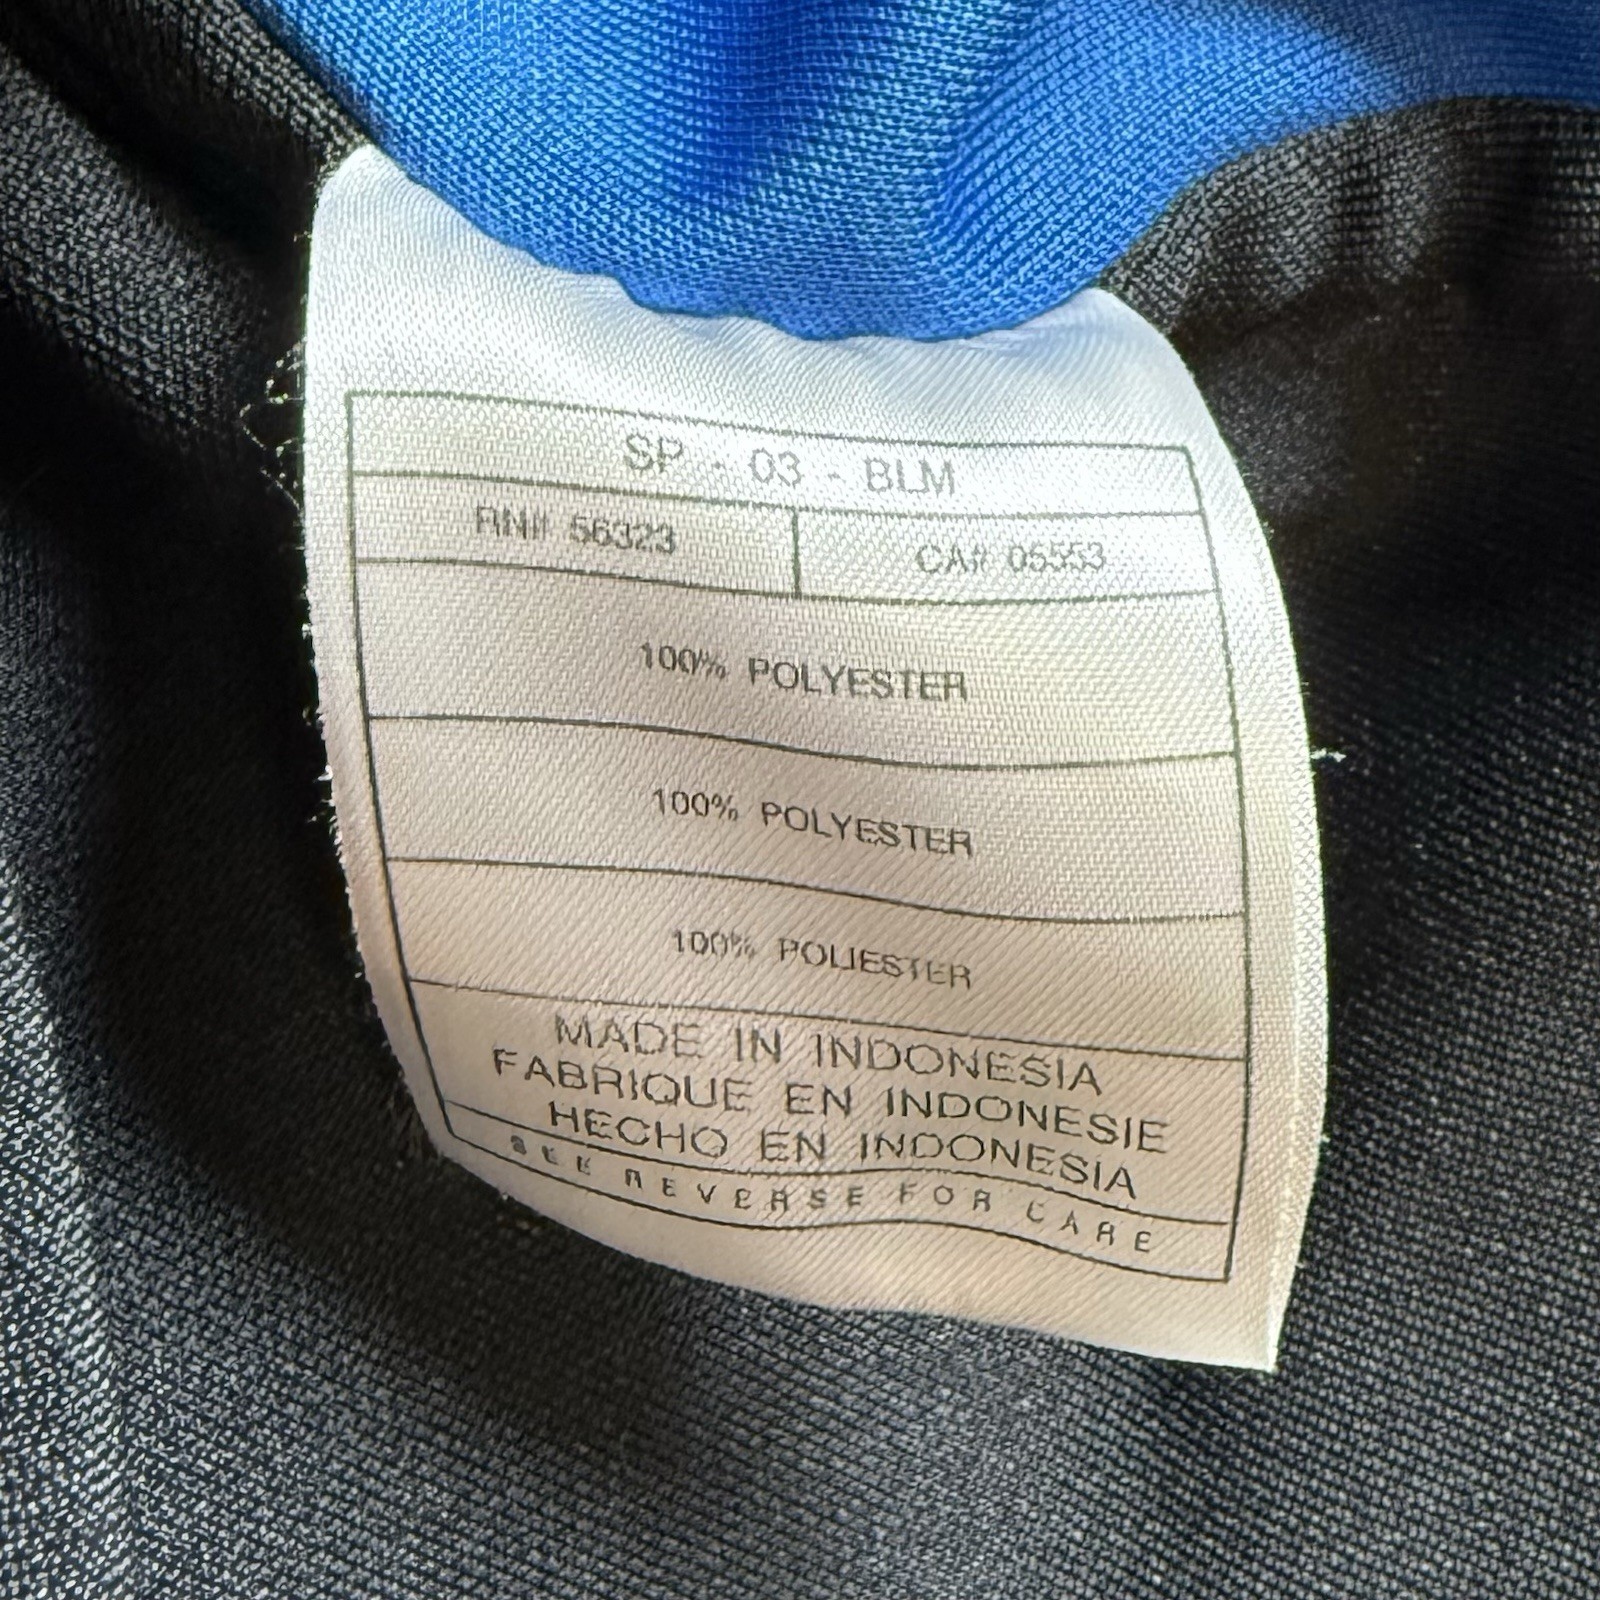 SP - 03 - BLM
RN# 56323 CA# 05553
100% POLYESTER
100% POLYESTER
100% POLIESTER
MADE IN INDONESIA
FABRIQUE EN INDONESIE
HECHO EN INDONESIA
SEE REVERSE FOR CARE